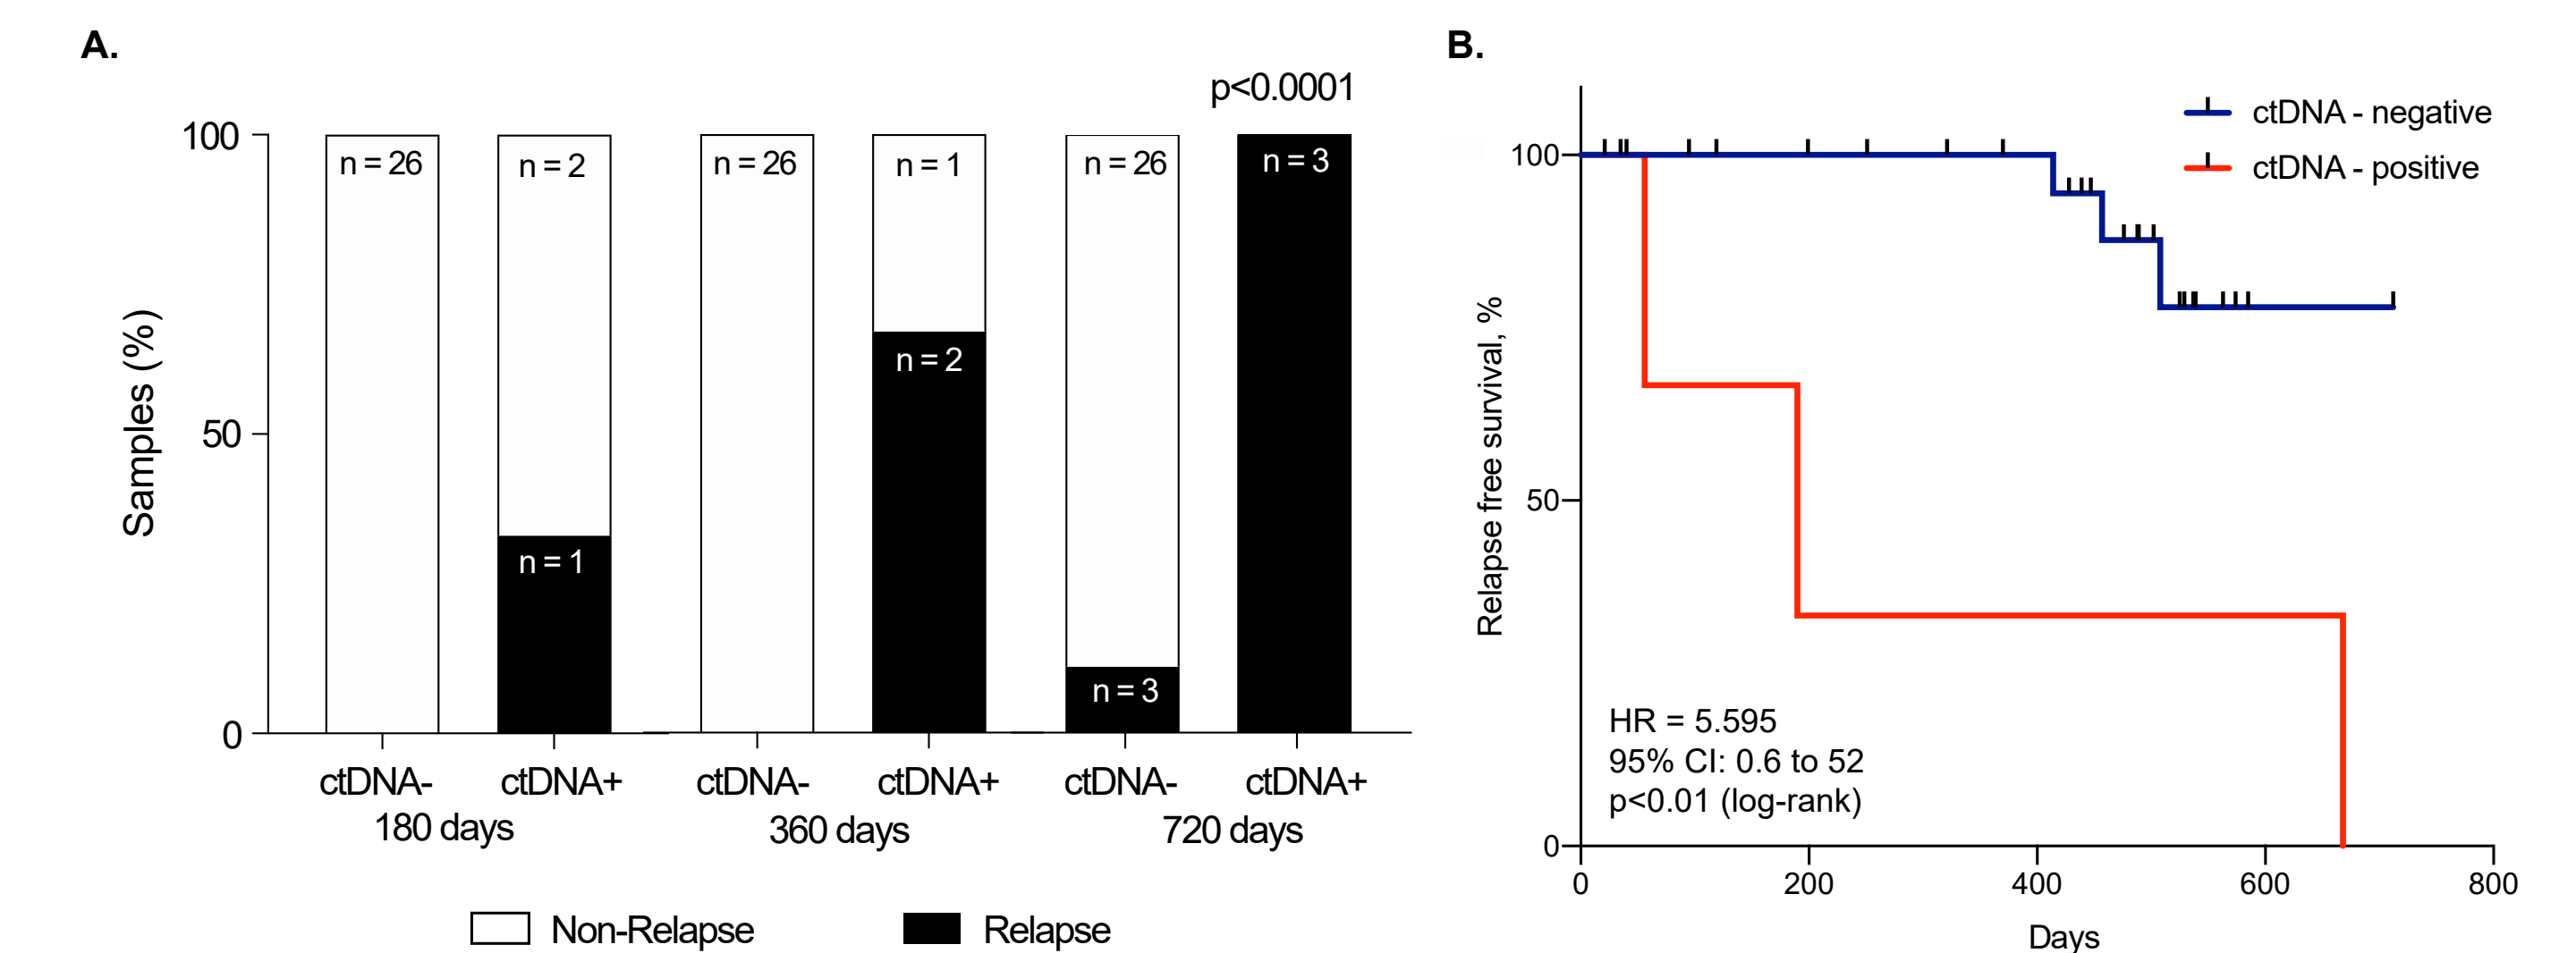 A.
p<0.0001
100
50
0
Samples (%)
n = 26
n = 2
n = 1
n = 26
n = 1
n = 2
n = 26
n = 3
n = 3
ctDNA- ctDNA+ ctDNA- ctDNA+ ctDNA- ctDNA+
180 days 360 days 720 days
Non-Relapse Relapse
B.
ctDNA - negative
ctDNA - positive
100
50
0
Relapse free survival, %
HR = 5.595
95% CI: 0.6 to 52
p<0.01 (log-rank)
0 200 400 600 800
Days